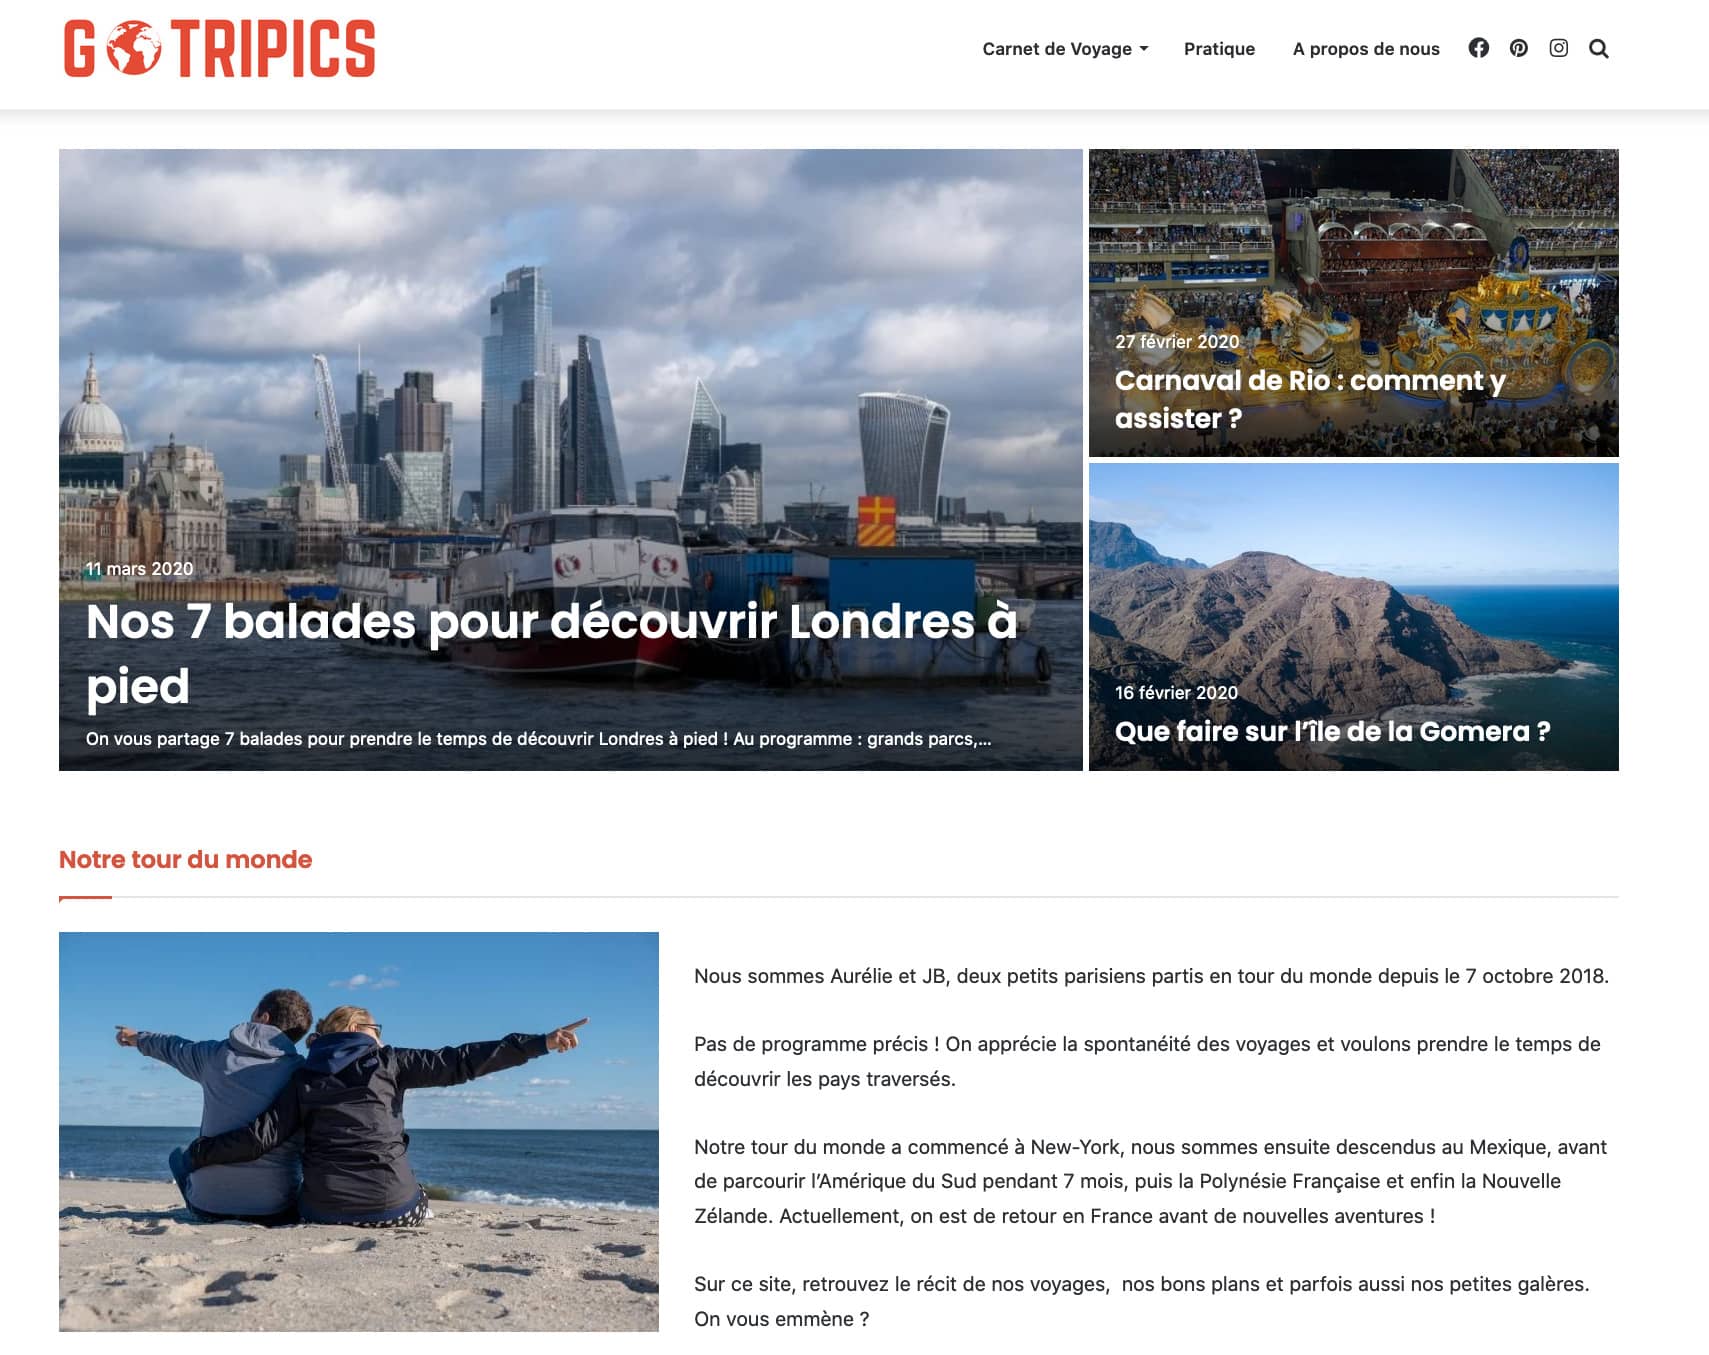 GOTRIPICS
Carnet de Voyage
Pratique
A propos de nous
11 mars 2020
Nos 7 balades pour découvrir Londres à
pied
On vous partage 7 balades pour prendre le temps de découvrir Londres à pied ! Au programme : grands parcs,...
27 février 2020
Carnaval de Rio : comment y
assister ?
16 février 2020
Que faire sur l’île de la Gomera ?
Notre tour du monde
Nous sommes Aurélie et JB, deux petits parisiens partis en tour du monde depuis le 7 octobre 2018.
Pas de programme précis ! On apprécie la spontanéité des voyages et voulons prendre le temps de
découvrir les pays traversés.
Notre tour du monde a commencé à New-York, nous sommes ensuite descendus au Mexique, avant
de parcourir l’Amérique du Sud pendant 7 mois, puis la Polynésie Française et enfin la Nouvelle
Zélande. Actuellement, on est de retour en France avant de nouvelles aventures !
Sur ce site, retrouvez le récit de nos voyages,  nos bons plans et parfois aussi nos petites galères.
On vous emmène ?